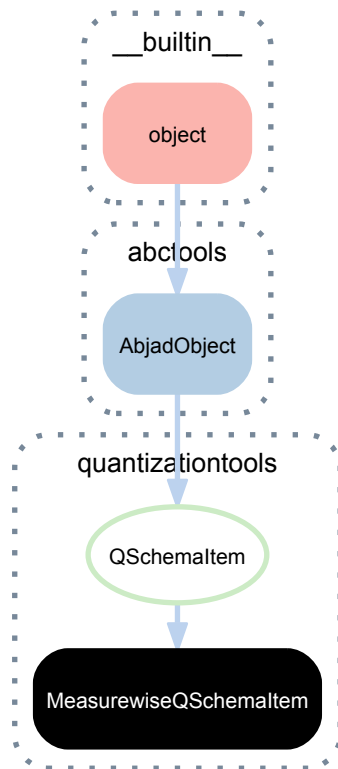 __builtin__
object
abctools
AbjadObject
quantizationtools
QSchemaItem
MeasurewiseQSchemaItem